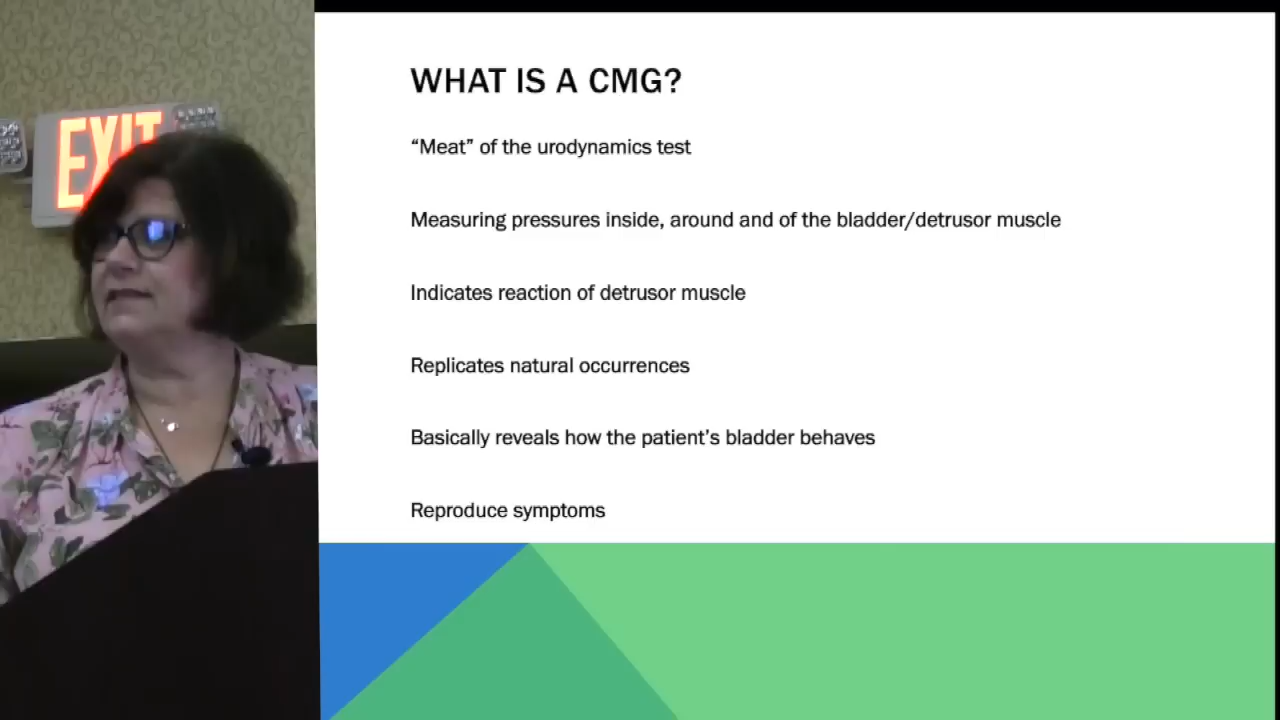 EXIT
WHAT IS A CMG?
“Meat” of the urodynamics test
Measuring pressures inside, around and of the bladder/detrusor muscle
Indicates reaction of detrusor muscle
Replicates natural occurrences
Basically reveals how the patient’s bladder behaves
Reproduce symptoms